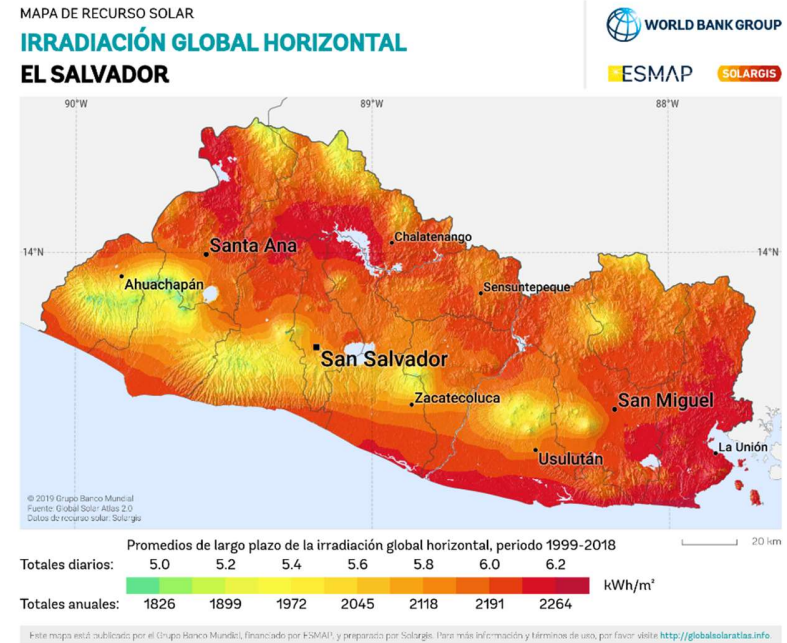 MAPA DE RECURSO SOLAR
IRRADIACIÓN GLOBAL HORIZONTAL
EL SALVADOR
WORLD BANK GROUP
ESMAP
SOLARGIS
90°W
89°W
88°W
14°N
14°N
Santa Ana
Chalatenango
Ahuachapán
Sensuntepeque
San Salvador
Zacatecoluca
San Miguel
La Unión
Usulután
© 2019 Grupo Banco Mundial
Fuente: Global Solar Atlas 2.0
Datos de recurso solar: Solargis
20 km
Promedios de largo plazo de la irradiación global horizontal, periodo 1999-2018
Totales diarios: 5.0 5.2 5.4 5.6 5.8 6.0 6.2
kWh/m²
Totales anuales: 1826 1899 1972 2045 2118 2191 2264
Este mapa está publicado por el Grupo Banco Mundial, financiado por ESMAP, y preparado por Solargis. Para más información y términos de uso, por favor visite http://globalsolaratlas.info.